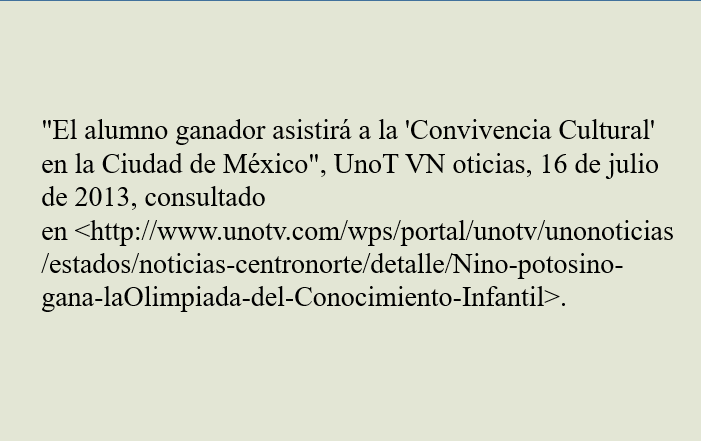 "El alumno ganador asistirá a la 'Convivencia Cultural'
en la Ciudad de México", UnoT VN oticias, 16 de julio
de 2013, consultado
en <http://www.unotv.com/wps/portal/unotv/unonoticias
/estados/noticias-centronorte/detalle/Nino-potosino-
gana-laOlimpiada-del-Conocimiento-Infantil>.